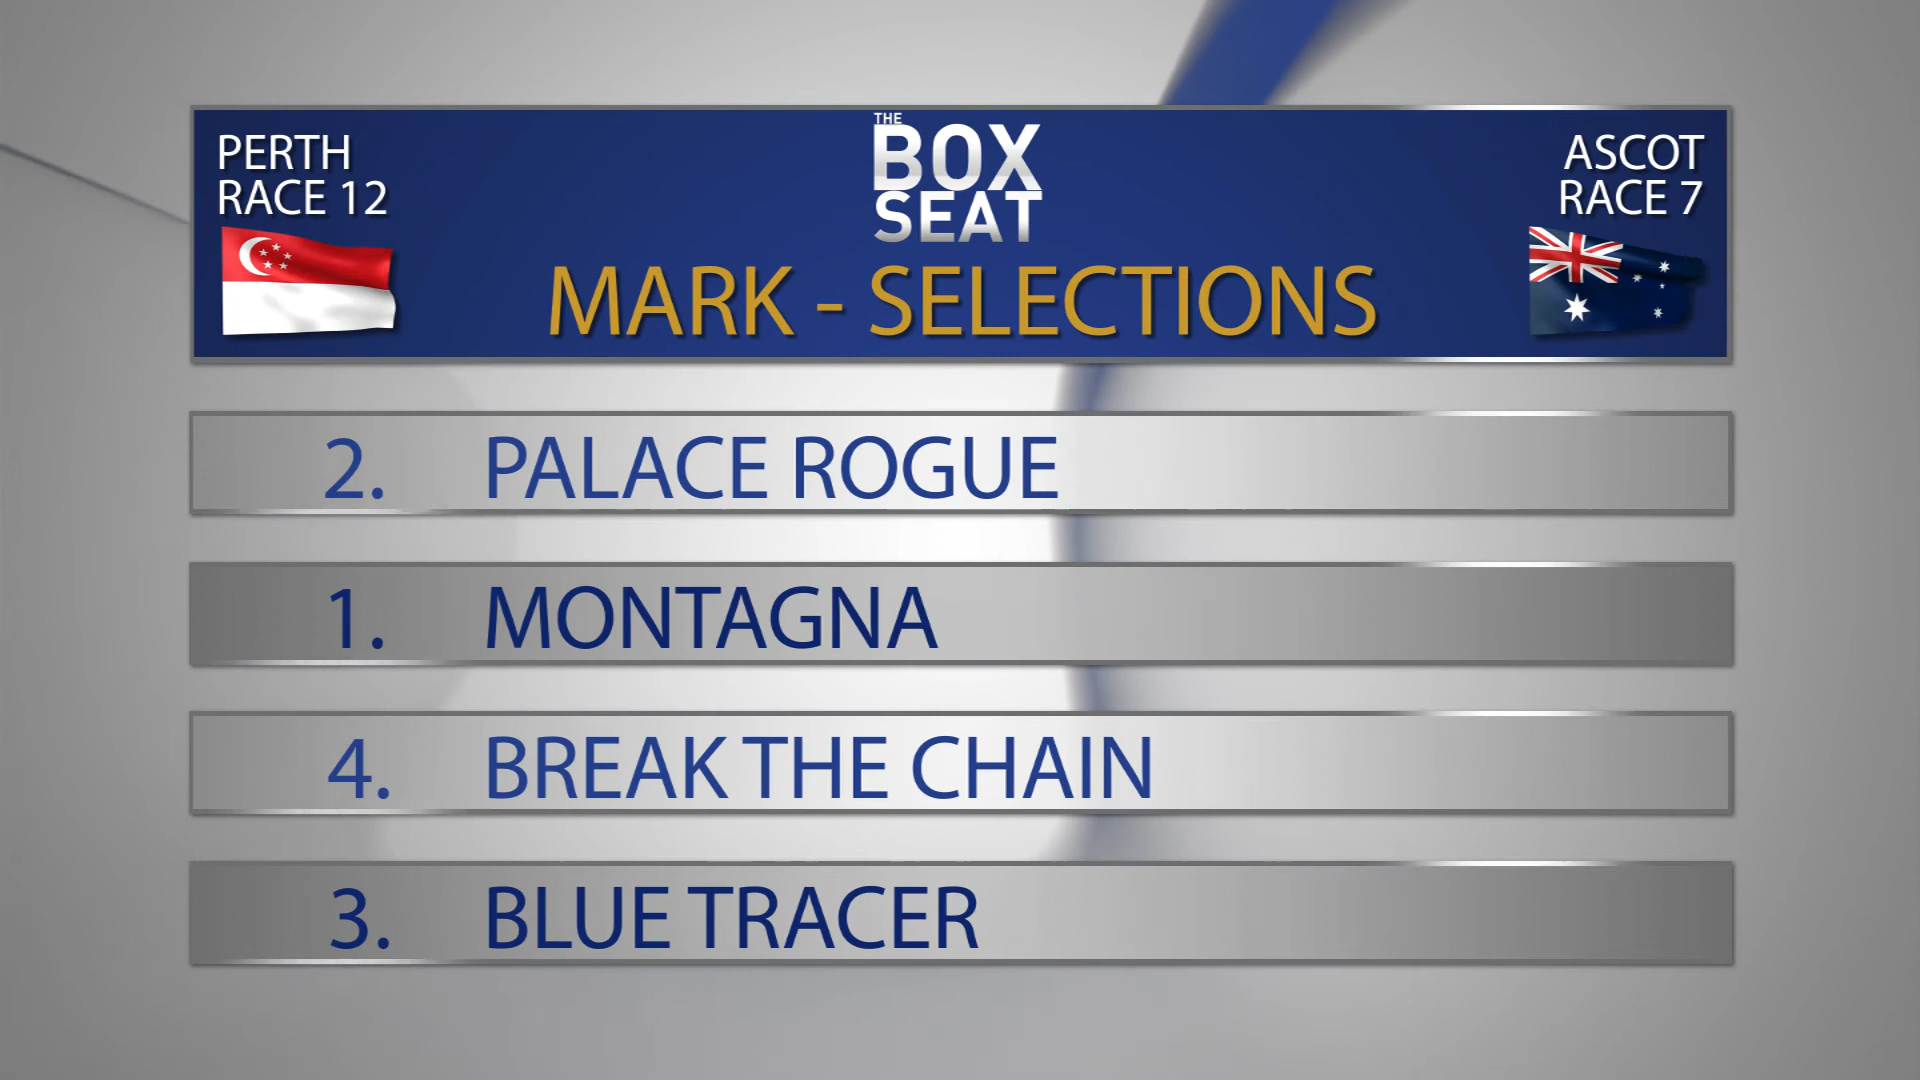 PERTH
RACE 12
THE
BOX
SEAT
ASCOT
RACE 7
MARK - SELECTIONS
2. PALACE ROGUE
1. MONTAGNA
4. BREAK THE CHAIN
3. BLUE TRACER